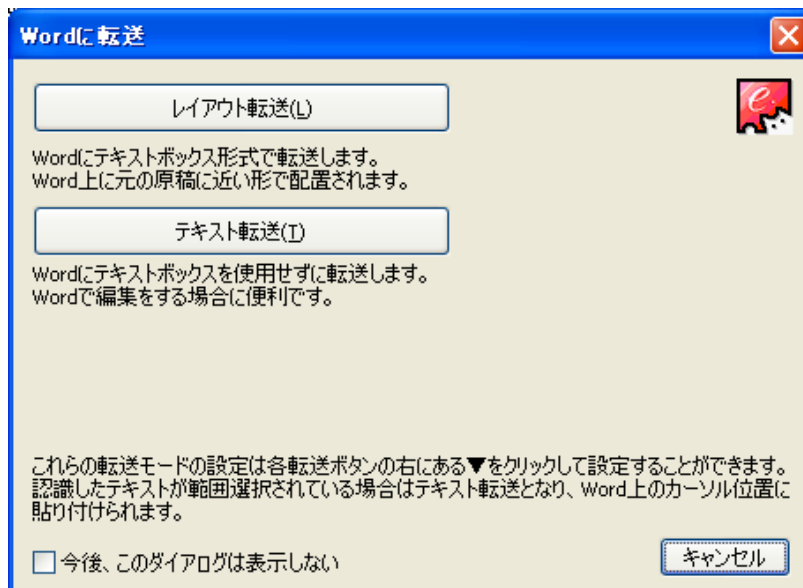 Wordに転送
レイアウト転送(L)
Wordにテキストボックス形式で転送します。
Word上に元の原稿に近い形で配置されます。
テキスト転送(T)
Wordにテキストボックスを使用せずに転送します。
Wordで編集をする場合に便利です。
これらの転送モードの設定は各転送ボタンの右にある▼をクリックして設定することができます。
認識したテキストが範囲選択されている場合はテキスト転送となり、Word上のカーソル位置に
貼り付けられます。
今後、このダイアログは表示しない
キャンセル
e.